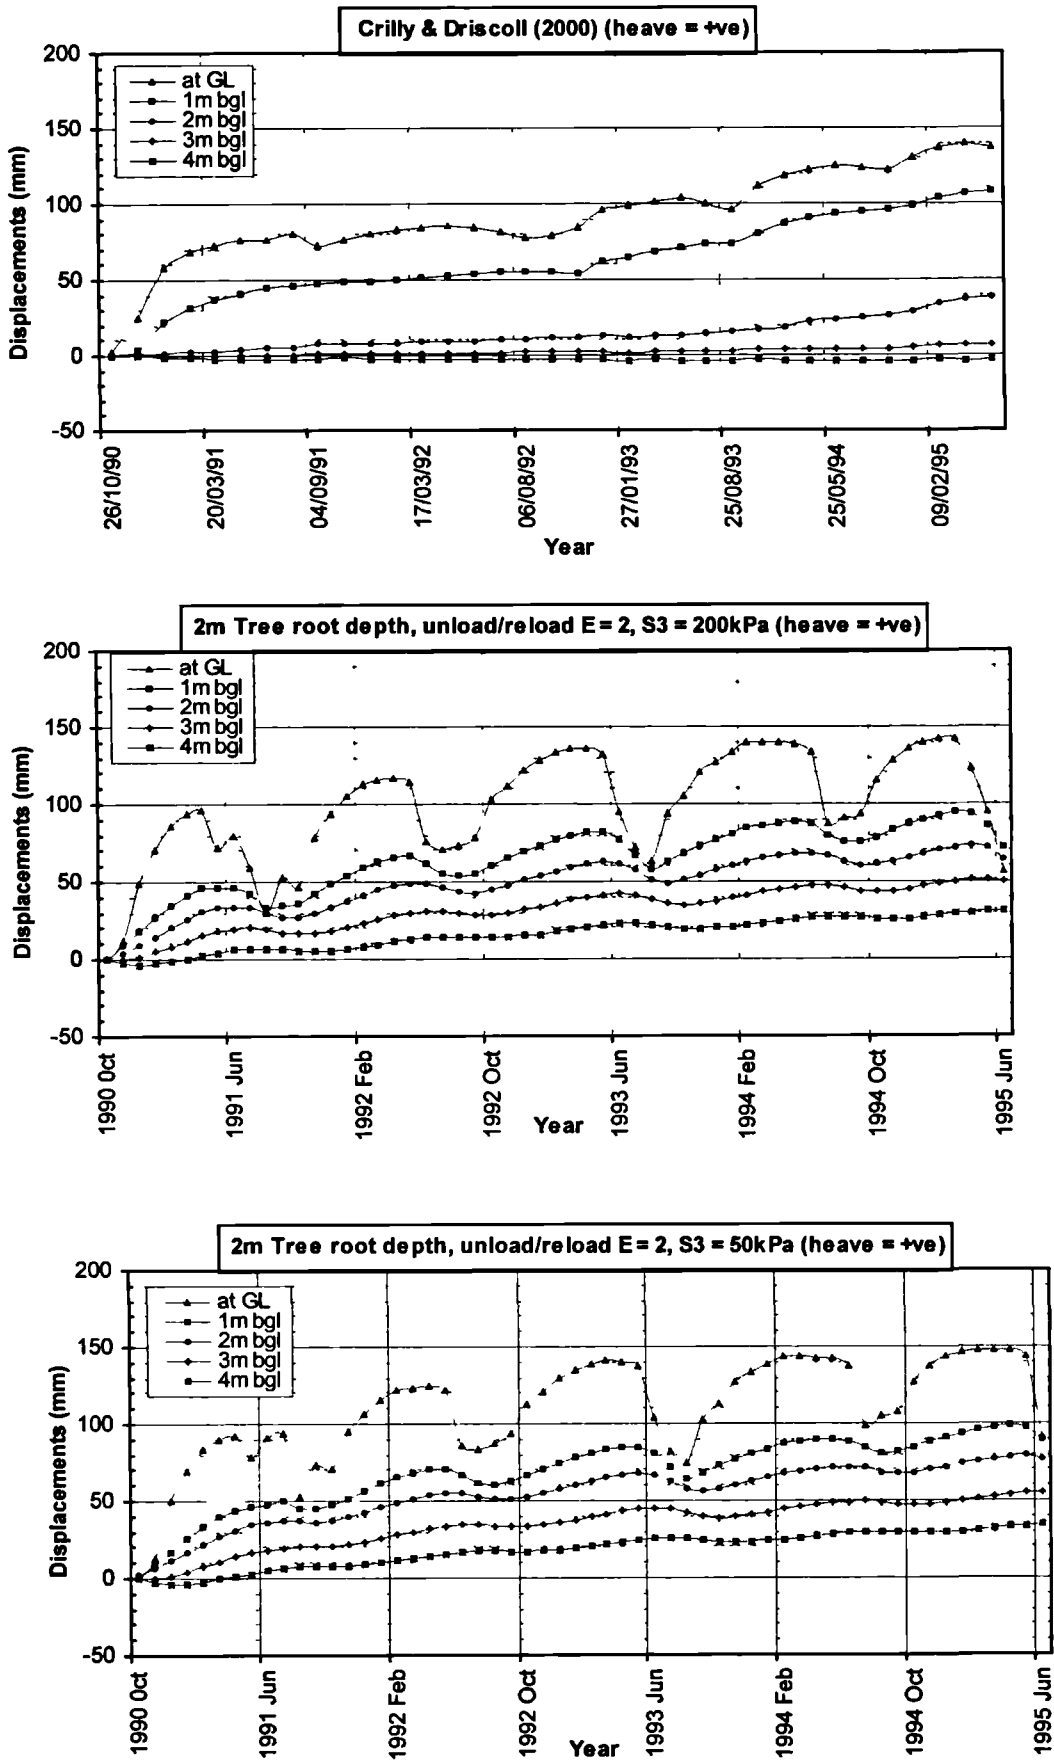 Crilly & Driscoll (2000) (heave = +ve)
200
150
100
50
0
-50
Displacements (mm)
at GL
1m bgl
2m bgl
3m bgl
4m bgl
26/10/90
20/03/91
04/09/91
17/03/92
06/08/92
27/01/93
25/08/93
25/05/94
09/02/95
Year
2m Tree root depth, unload/reload E = 2, S3 = 200kPa (heave = +ve)
200
150
100
50
0
-50
Displacements (mm)
at GL
1m bgl
2m bgl
3m bgl
4m bgl
1990 Oct
1991 Jun
1992 Feb
1992 Oct
1993 Jun
1994 Feb
1994 Oct
1995 Jun
Year
2m Tree root depth, unload/reload E = 2, S3 = 50kPa (heave = +ve)
200
150
100
50
0
-50
Displacements (mm)
at GL
1m bgl
2m bgl
3m bgl
4m bgl
1990 Oct
1991 Jun
1992 Feb
1992 Oct
1993 Jun
1994 Feb
1994 Oct
1995 Jun
Year